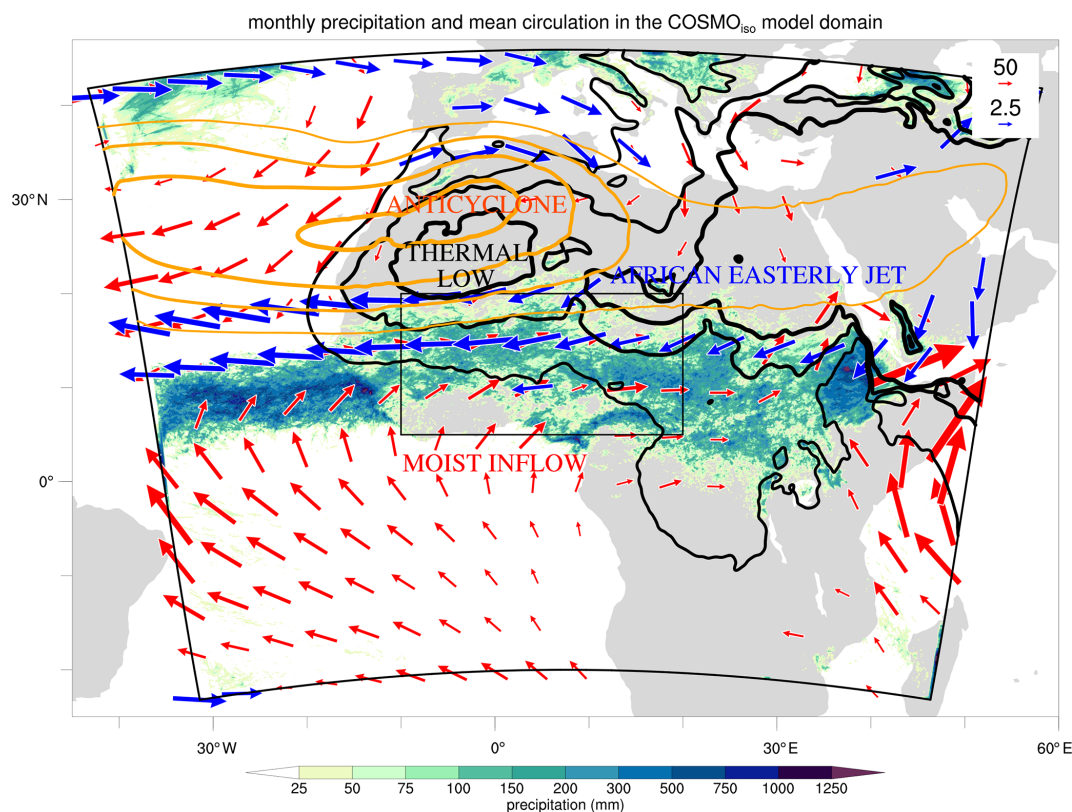 monthly precipitation and mean circulation in the COSMOiso model domain
50
2.5
30°N
ANTICYCLONE
THERMAL
LOW
AFRICAN EASTERLY JET
MOIST INFLOW
0°
30°W 0° 30°E 60°E
25 50 75 100 150 200 300 500 750 1000 1250
precipitation (mm)